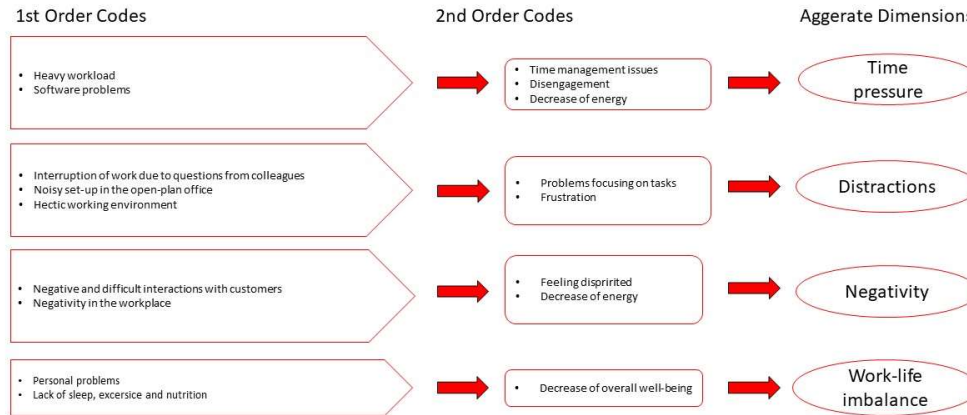 1st Order Codes
2nd Order Codes
Aggerate Dimensions
• Heavy workload
• Software problems
• Time management issues
• Disengagement
• Decrease of energy
Time
pressure
• Interruption of work due to questions from colleagues
• Noisy set-up in the open-plan office
• Hectic working environment
• Problems focusing on tasks
• Frustration
Distractions
• Negative and difficult interactions with customers
• Negativity in the workplace
• Feeling dispririted
• Decrease of energy
Negativity
• Personal problems
• Lack of sleep, excersice and nutrition
• Decrease of overall well-being
Work-life
imbalance